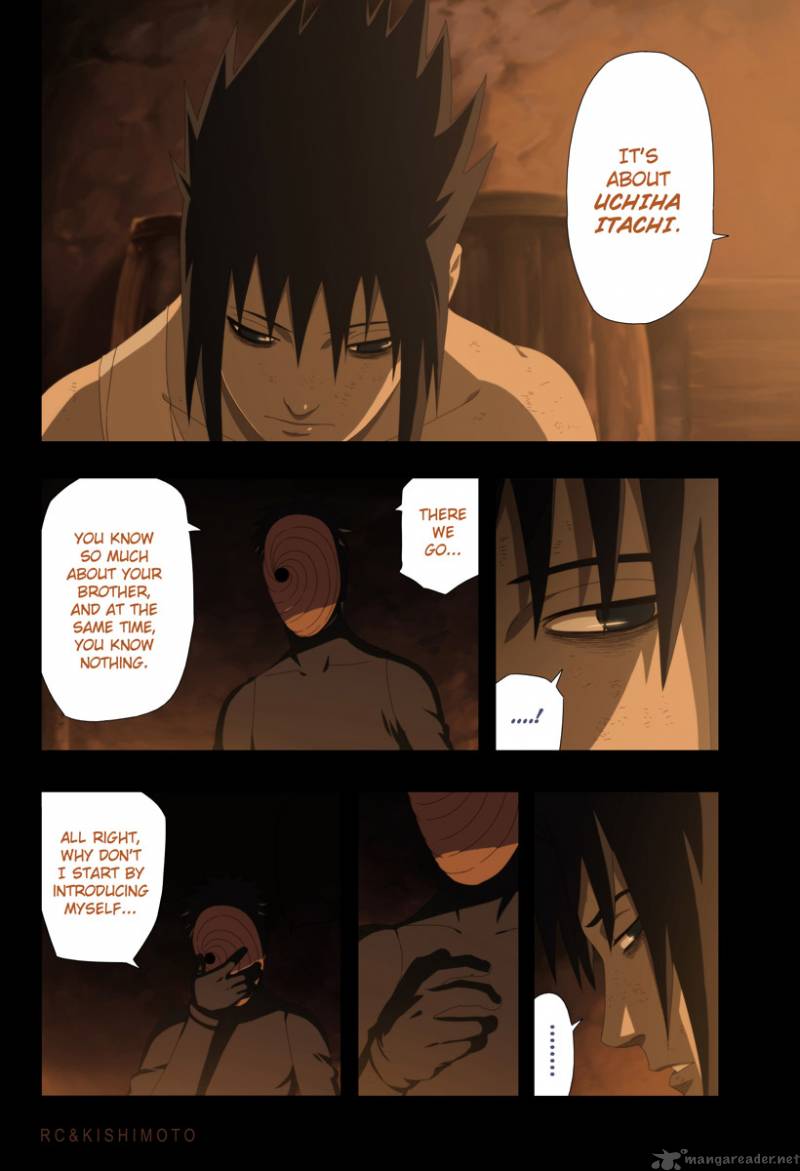 IT'S
ABOUT
UCHIHA
ITACHI.
.....!
THERE
WE
GO...
YOU KNOW
SO MUCH
ABOUT YOUR
BROTHER,
AND AT THE
SAME TIME,
YOU KNOW
NOTHING.
........
ALL RIGHT,
WHY DON'T
I START BY
INTRODUCING
MYSELF...
RC&KISHIMOTO
mangareader.net